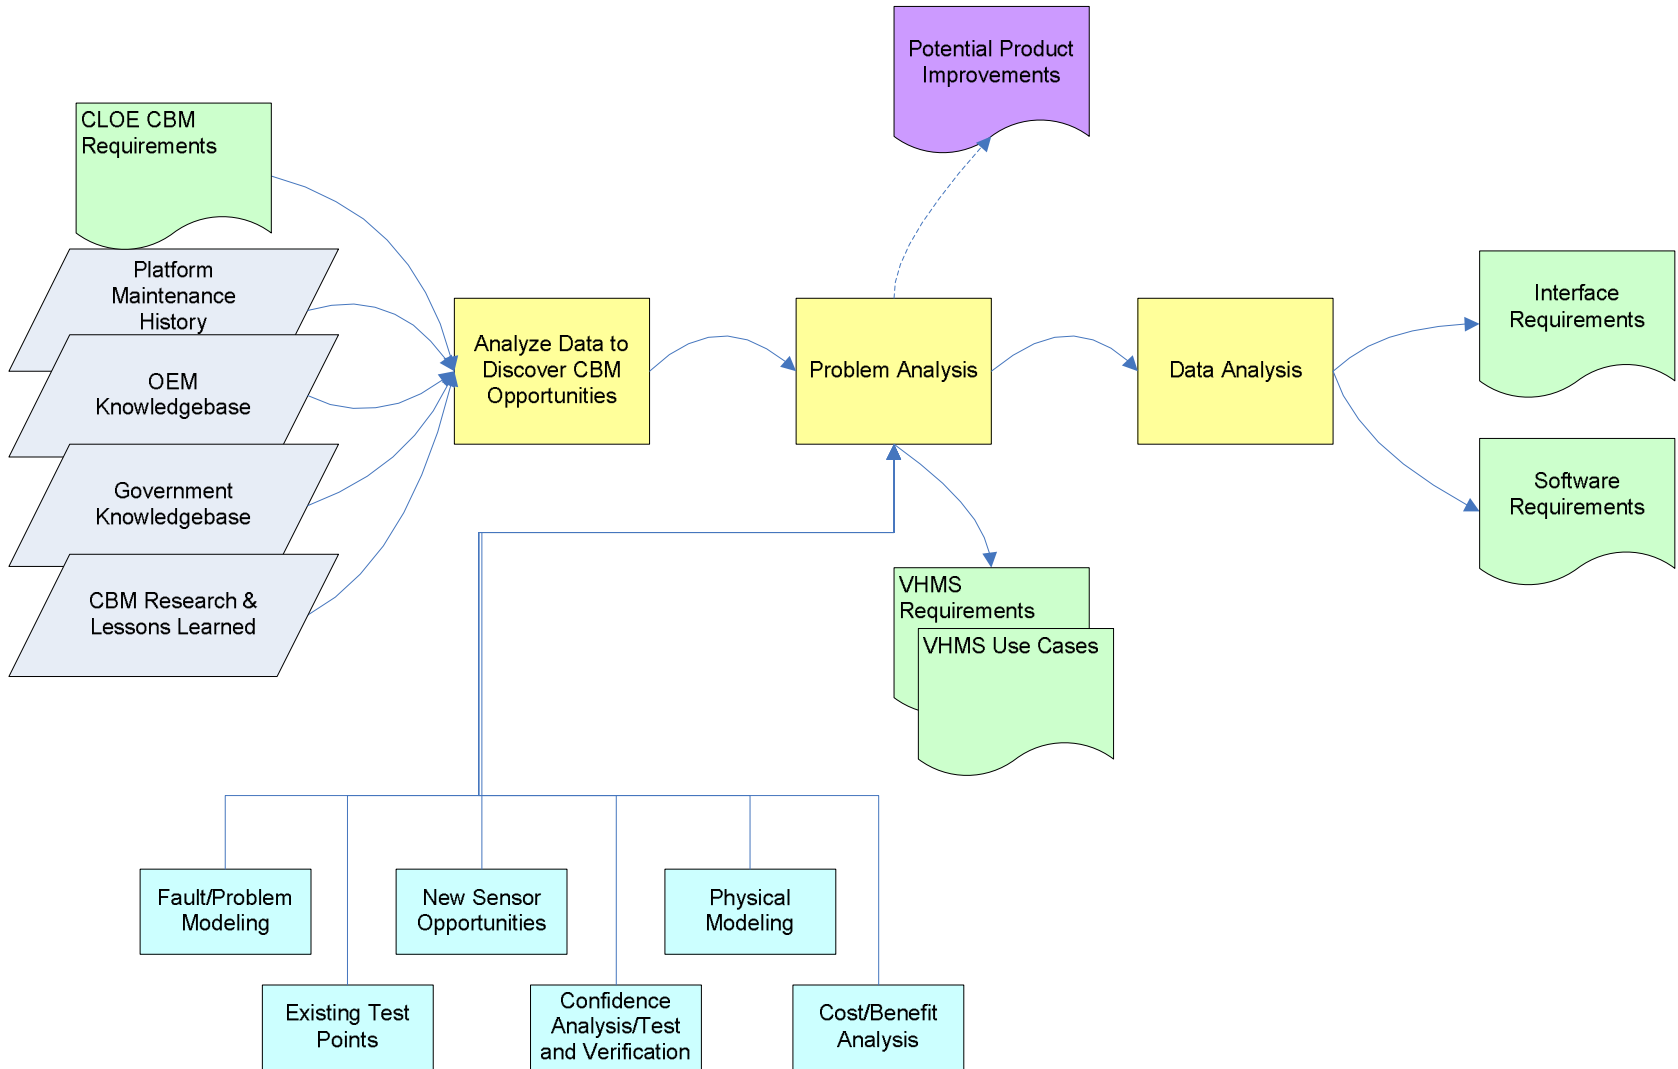 Potential Product
Improvements
CLOE CBM
Requirements
Platform
Maintenance
History
OEM
Knowledgebase
Government
Knowledgebase
CBM Research &
Lessons Learned
Analyze Data to
Discover CBM
Opportunities
Problem Analysis
Data Analysis
Interface
Requirements
Software
Requirements
VHMS
Requirements
VHMS Use Cases
Fault/Problem
Modeling
New Sensor
Opportunities
Physical
Modeling
Existing Test
Points
Confidence
Analysis/Test
and Verification
Cost/Benefit
Analysis